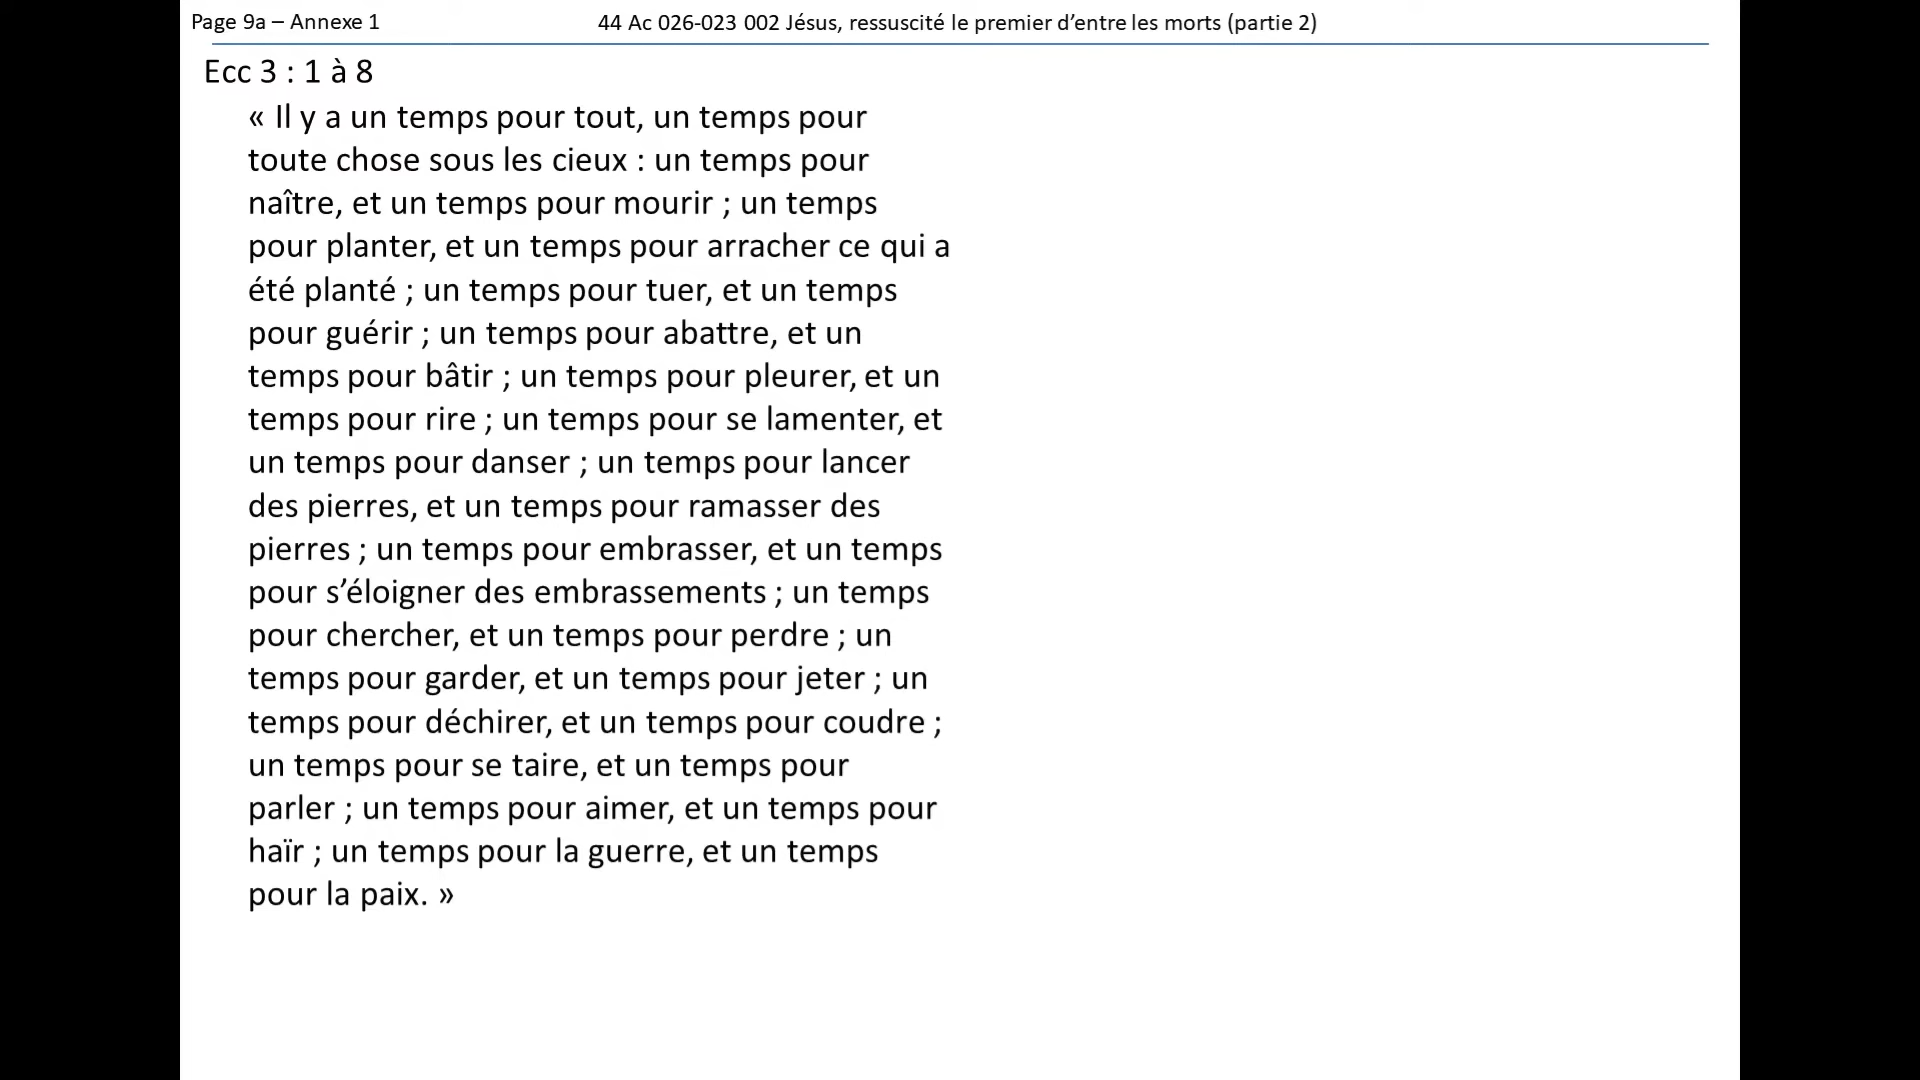 Page 9a – Annexe 1
44 Ac 026-023 002 Jésus, ressuscité le premier d’entre les morts (partie 2)
Ecc 3 : 1 à 8
« Il y a un temps pour tout, un temps pour
toute chose sous les cieux : un temps pour
naître, et un temps pour mourir ; un temps
pour planter, et un temps pour arracher ce qui a
été planté ; un temps pour tuer, et un temps
pour guérir ; un temps pour abattre, et un
temps pour bâtir ; un temps pour pleurer, et un
temps pour rire ; un temps pour se lamenter, et
un temps pour danser ; un temps pour lancer
des pierres, et un temps pour ramasser des
pierres ; un temps pour embrasser, et un temps
pour s’éloigner des embrassements ; un temps
pour chercher, et un temps pour perdre ; un
temps pour garder, et un temps pour jeter ; un
temps pour déchirer, et un temps pour coudre ;
un temps pour se taire, et un temps pour
parler ; un temps pour aimer, et un temps pour
haïr ; un temps pour la guerre, et un temps
pour la paix. »